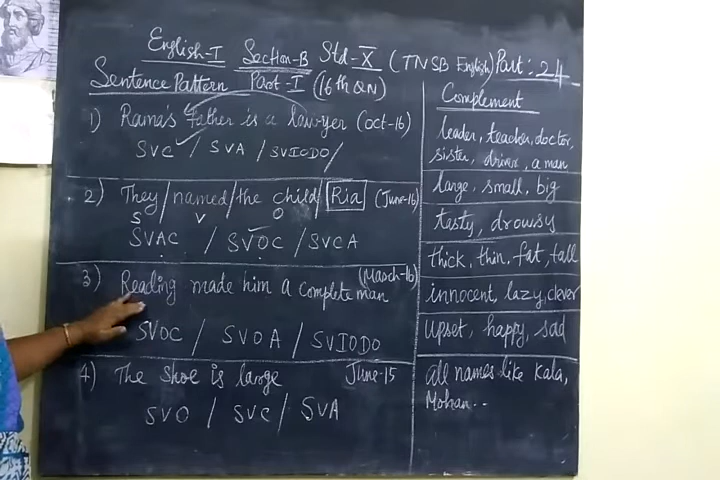 English-I Section-B Std-X (TNSB English) Part: 24
Sentence Pattern Part-I (16th QN)
1) Rama's Father is a lawyer (Oct-16)
SVC / SVA / SVIODO/
2) They/named/the child/Ria (June-16)
S V O
SVAC / SVOC / SVCA
3) Reading made him a complete man (March-16)
SVOC / SVOA / SVIODO
4) The shoe is large June-15
SVO / SVC / SVA
Complement
leader, teacher, doctor,
sister, driver, a man
large, small, big
tasty, drowsy
thick, thin, fat, tall
innocent, lazy, clever
upset, happy, sad
all names like Kala,
Mohan..